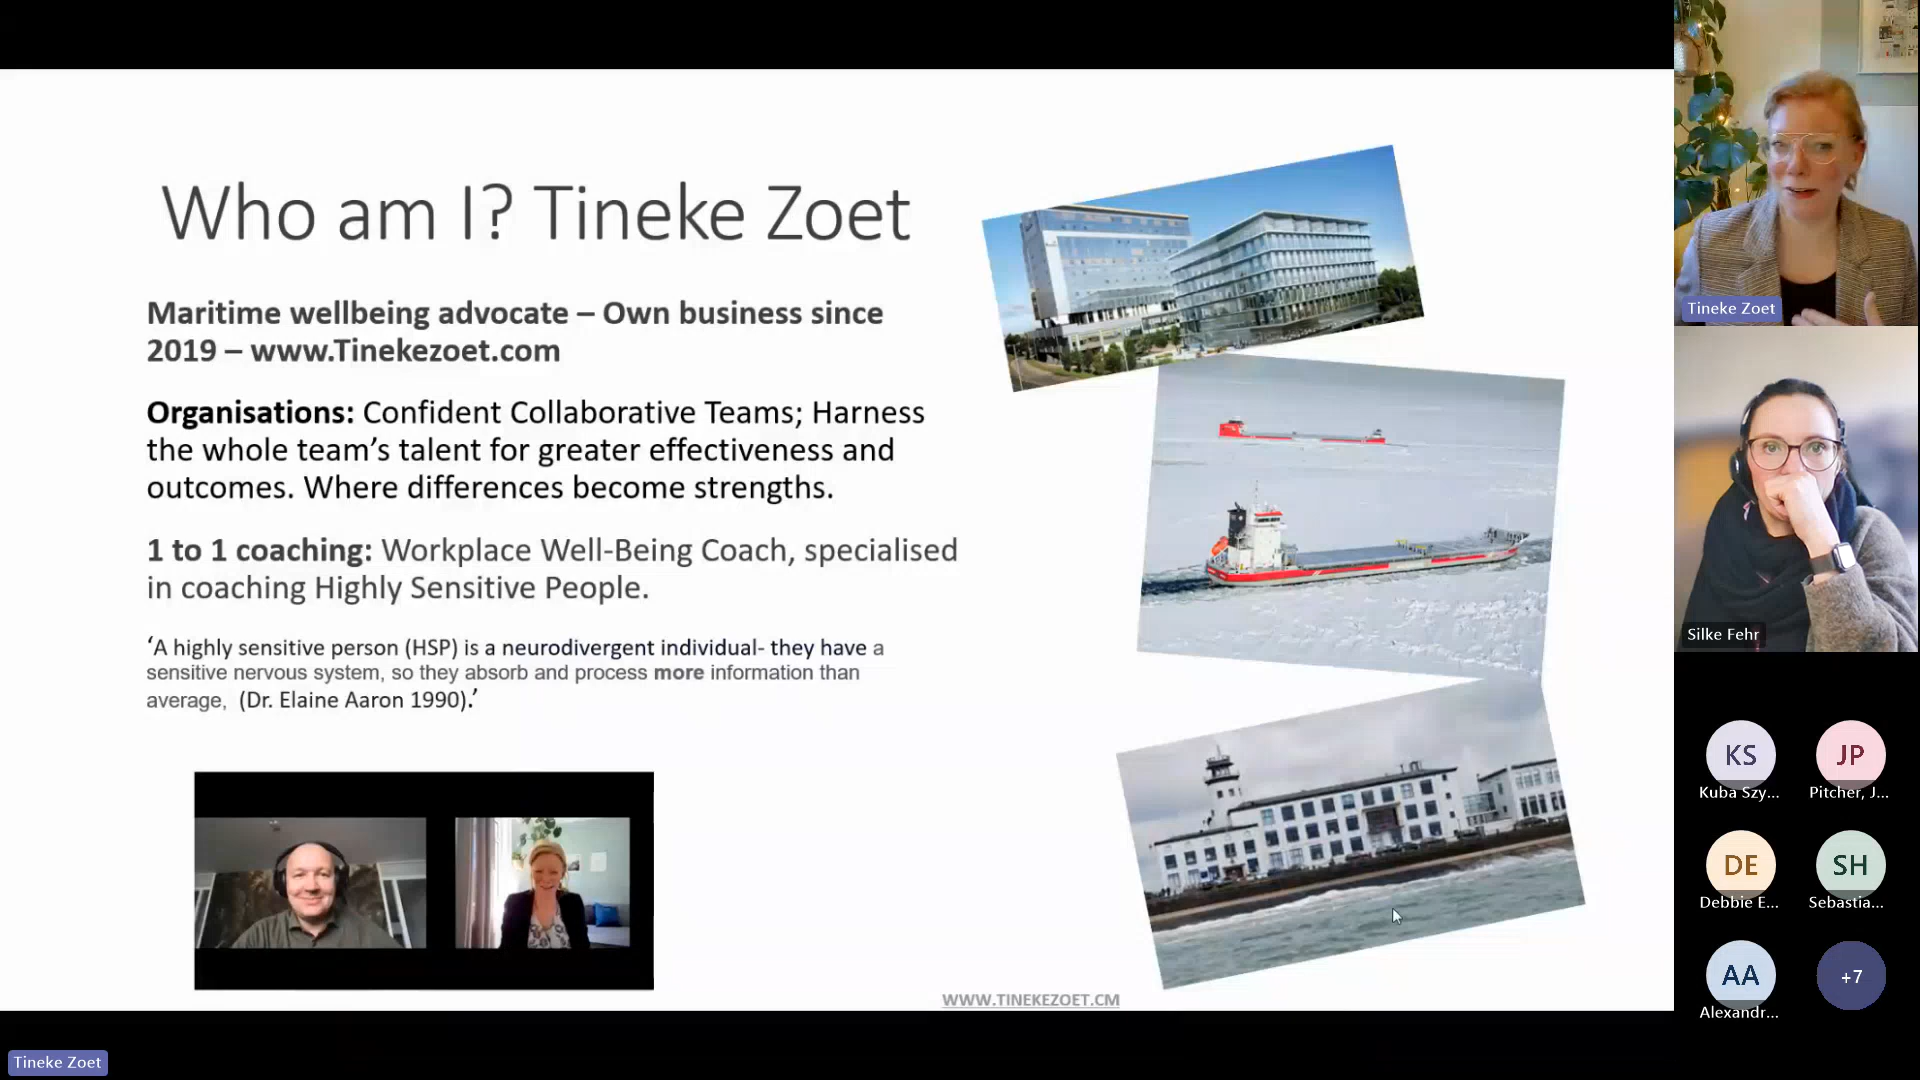 Who am I? Tineke Zoet
Maritime wellbeing advocate – Own business since
2019 – www.Tinekezoet.com
Organisations: Confident Collaborative Teams; Harness
the whole team’s talent for greater effectiveness and
outcomes. Where differences become strengths.
1 to 1 coaching: Workplace Well-Being Coach, specialised
in coaching Highly Sensitive People.
‘A highly sensitive person (HSP) is a neurodivergent individual- they have a
sensitive nervous system, so they absorb and process more information than
average, (Dr. Elaine Aaron 1990).’
WWW.TINEKEZOET.CM
Tineke Zoet
Tineke Zoet
Silke Fehr
KS
Kuba Szy...
JP
Pitcher, J...
DE
Debbie E...
SH
Sebastia...
AA
Alexandr...
+7